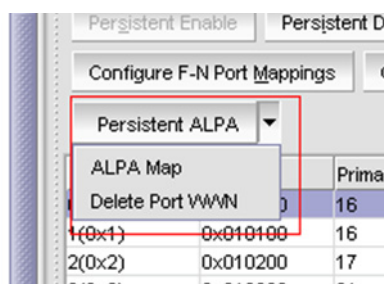 Persistent Enable Persistent D
Configure F-N Port Mappings
Persistent ALPA
ALPA Map
Delete Port WWN
Prima
16
1(0x1) 0x010100 16
2(0x2) 0x010200 17